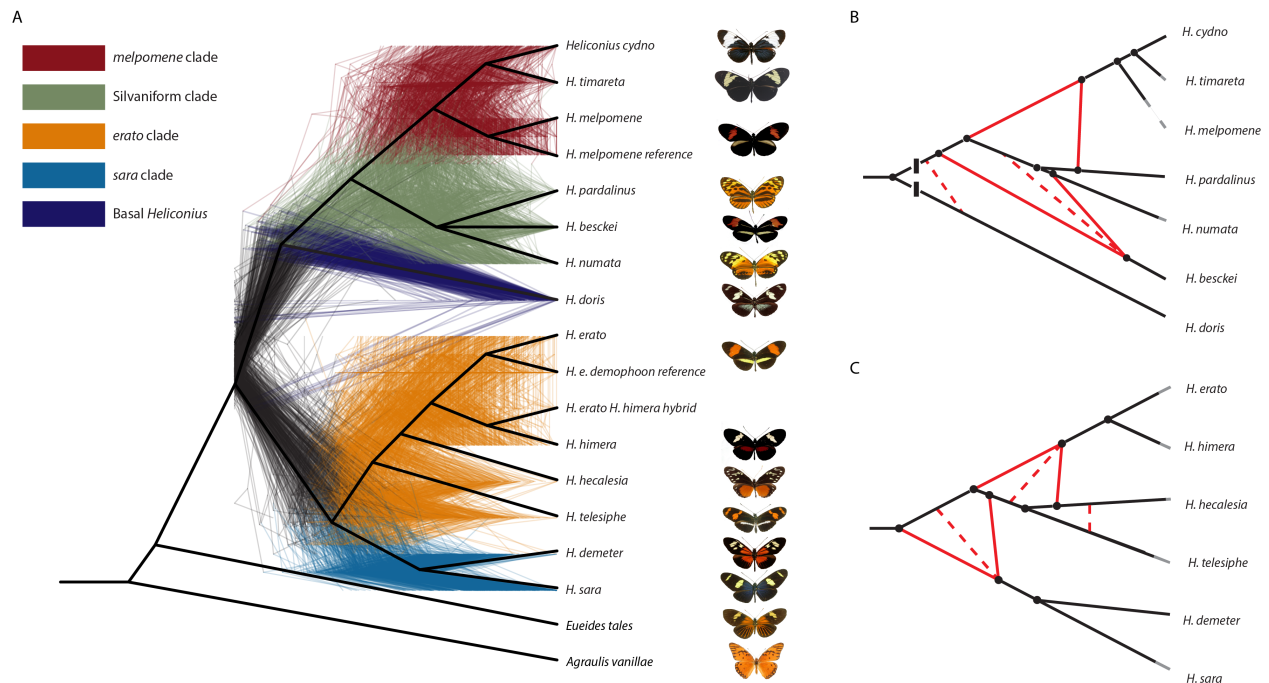 A
melpomene clade
Silvaniform clade
erato clade
sara clade
Basal Heliconius
Heliconius cydno
H. timareta
H. melpomene
H. melpomene reference
H. pardalinus
H. besckei
H. numata
H. doris
H. erato
H. e. demophoon reference
H. erato H. himera hybrid
H. himera
H. hecalesia
H. telesiphe
H. demeter
H. sara
Eueides tales
Agraulis vanillae
B
H. cydno
H. timareta
H. melpomene
H. pardalinus
H. numata
H. besckei
H. doris
C
H. erato
H. himera
H. hecalesia
H. telesiphe
H. demeter
H. sara